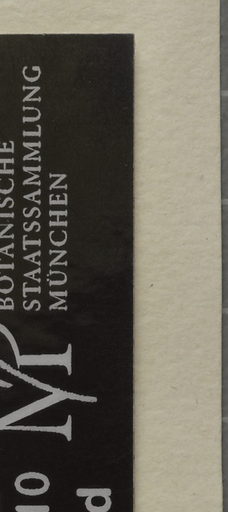 BOTANISCHE
STAATSSAMMLUNG
MÜNCHEN
M